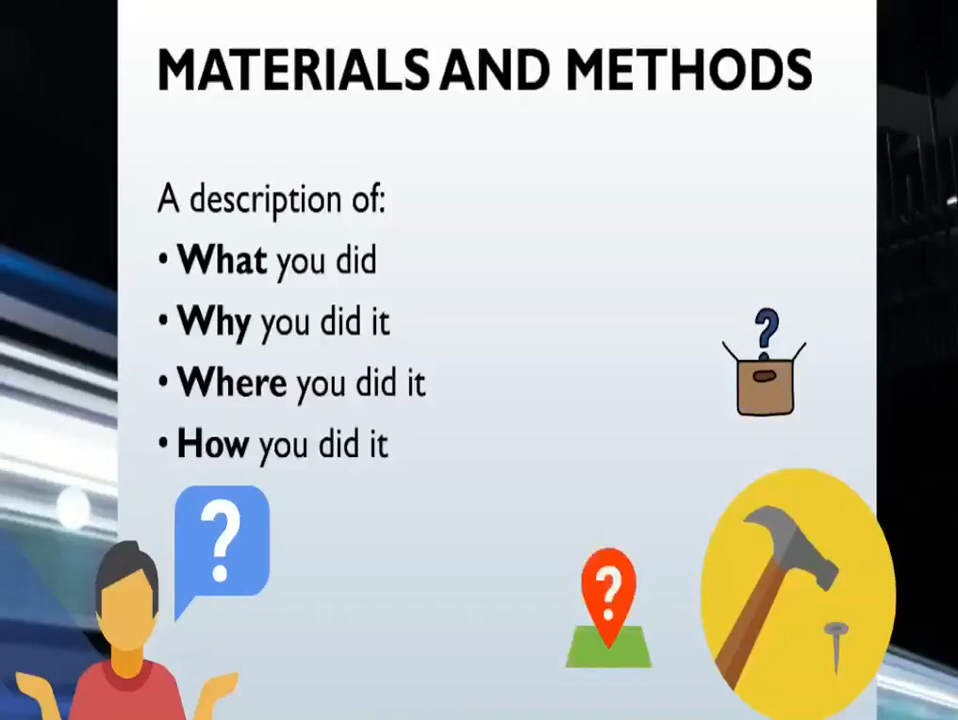 MATERIALS AND METHODS
A description of:
• What you did
• Why you did it
• Where you did it
• How you did it
?
?
?